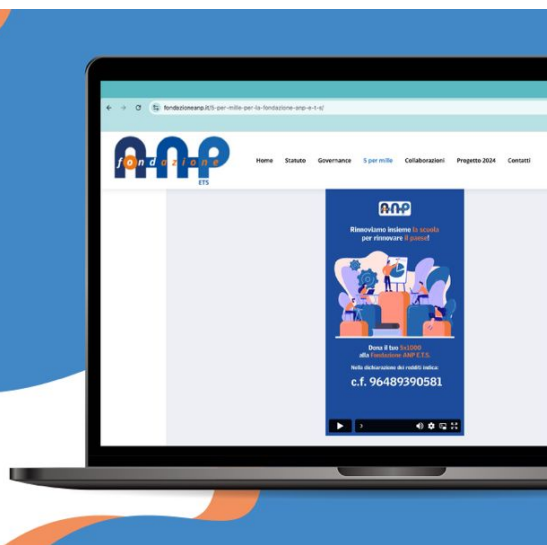 fondazioneanp.it/5-per-mille-per-la-fondazione-anp-e-t-s/
ANP
fondazione
ETS
Home Statuto Governance 5 per mille Collaborazioni Progetto 2024 Contatti
ANP
Rinnoviamo insieme la scuola
per rinnovare il paese!
Dona il tuo 5x1000
alla Fondazione ANP E.T.S.
Nella dichiarazione dei redditi indica:
c.f. 96489390581